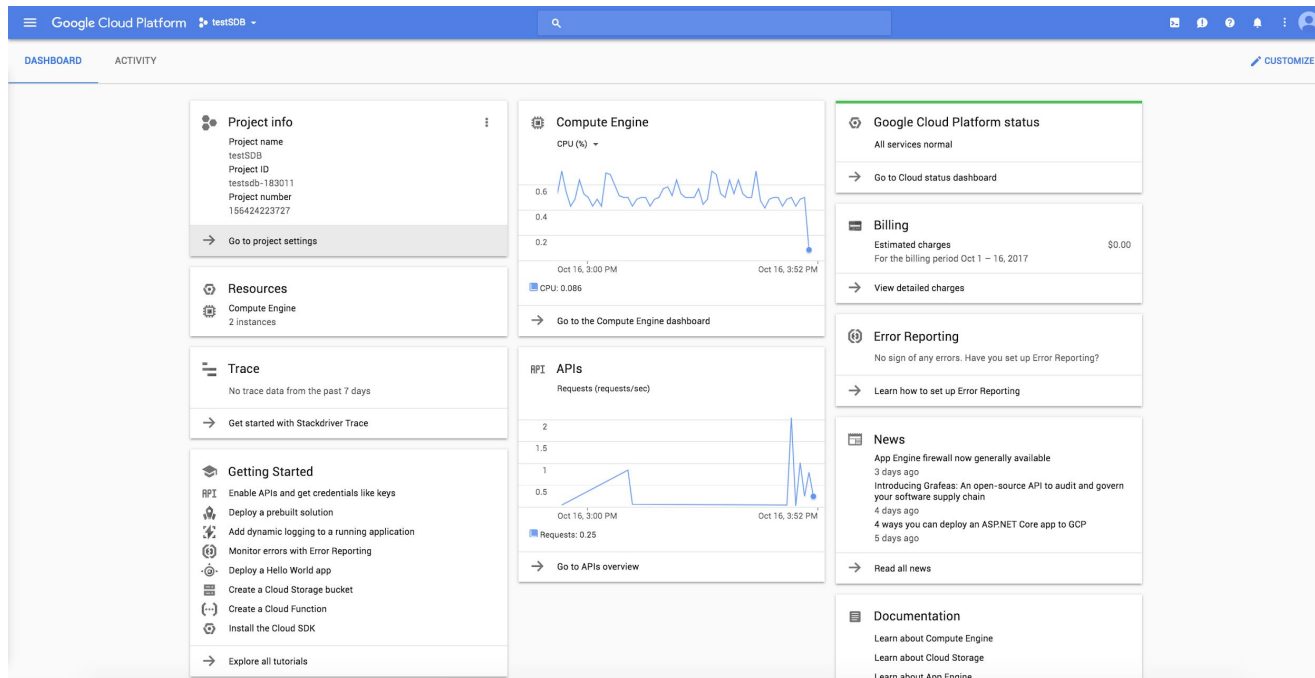 Google Cloud Platform testSDB
DASHBOARD
ACTIVITY
CUSTOMIZE
Project info
Project name
testSDB
Project ID
testsdb-183011
Project number
156424223727
Go to project settings
Resources
Compute Engine
2 instances
Trace
No trace data from the past 7 days
Get started with Stackdriver Trace
Getting Started
API Enable APIs and get credentials like keys
Deploy a prebuilt solution
Add dynamic logging to a running application
Monitor errors with Error Reporting
Deploy a Hello World app
Create a Cloud Storage bucket
Create a Cloud Function
Install the Cloud SDK
Explore all tutorials
Compute Engine
CPU (%)
0.6
0.4
0.2
Oct 16, 3:00 PM Oct 16, 3:52 PM
CPU: 0.086
Go to the Compute Engine dashboard
API APIs
Requests (requests/sec)
2
1.5
1
0.5
Oct 16, 3:00 PM Oct 16, 3:52 PM
Requests: 0.25
Go to APIs overview
Google Cloud Platform status
All services normal
Go to Cloud status dashboard
Billing
Estimated charges $0.00
For the billing period Oct 1 – 16, 2017
View detailed charges
Error Reporting
No sign of any errors. Have you set up Error Reporting?
Learn how to set up Error Reporting
News
App Engine firewall now generally available
3 days ago
Introducing Grafeas: An open-source API to audit and govern
your software supply chain
4 days ago
4 ways you can deploy an ASP.NET Core app to GCP
5 days ago
Read all news
Documentation
Learn about Compute Engine
Learn about Cloud Storage
Learn about App Engine